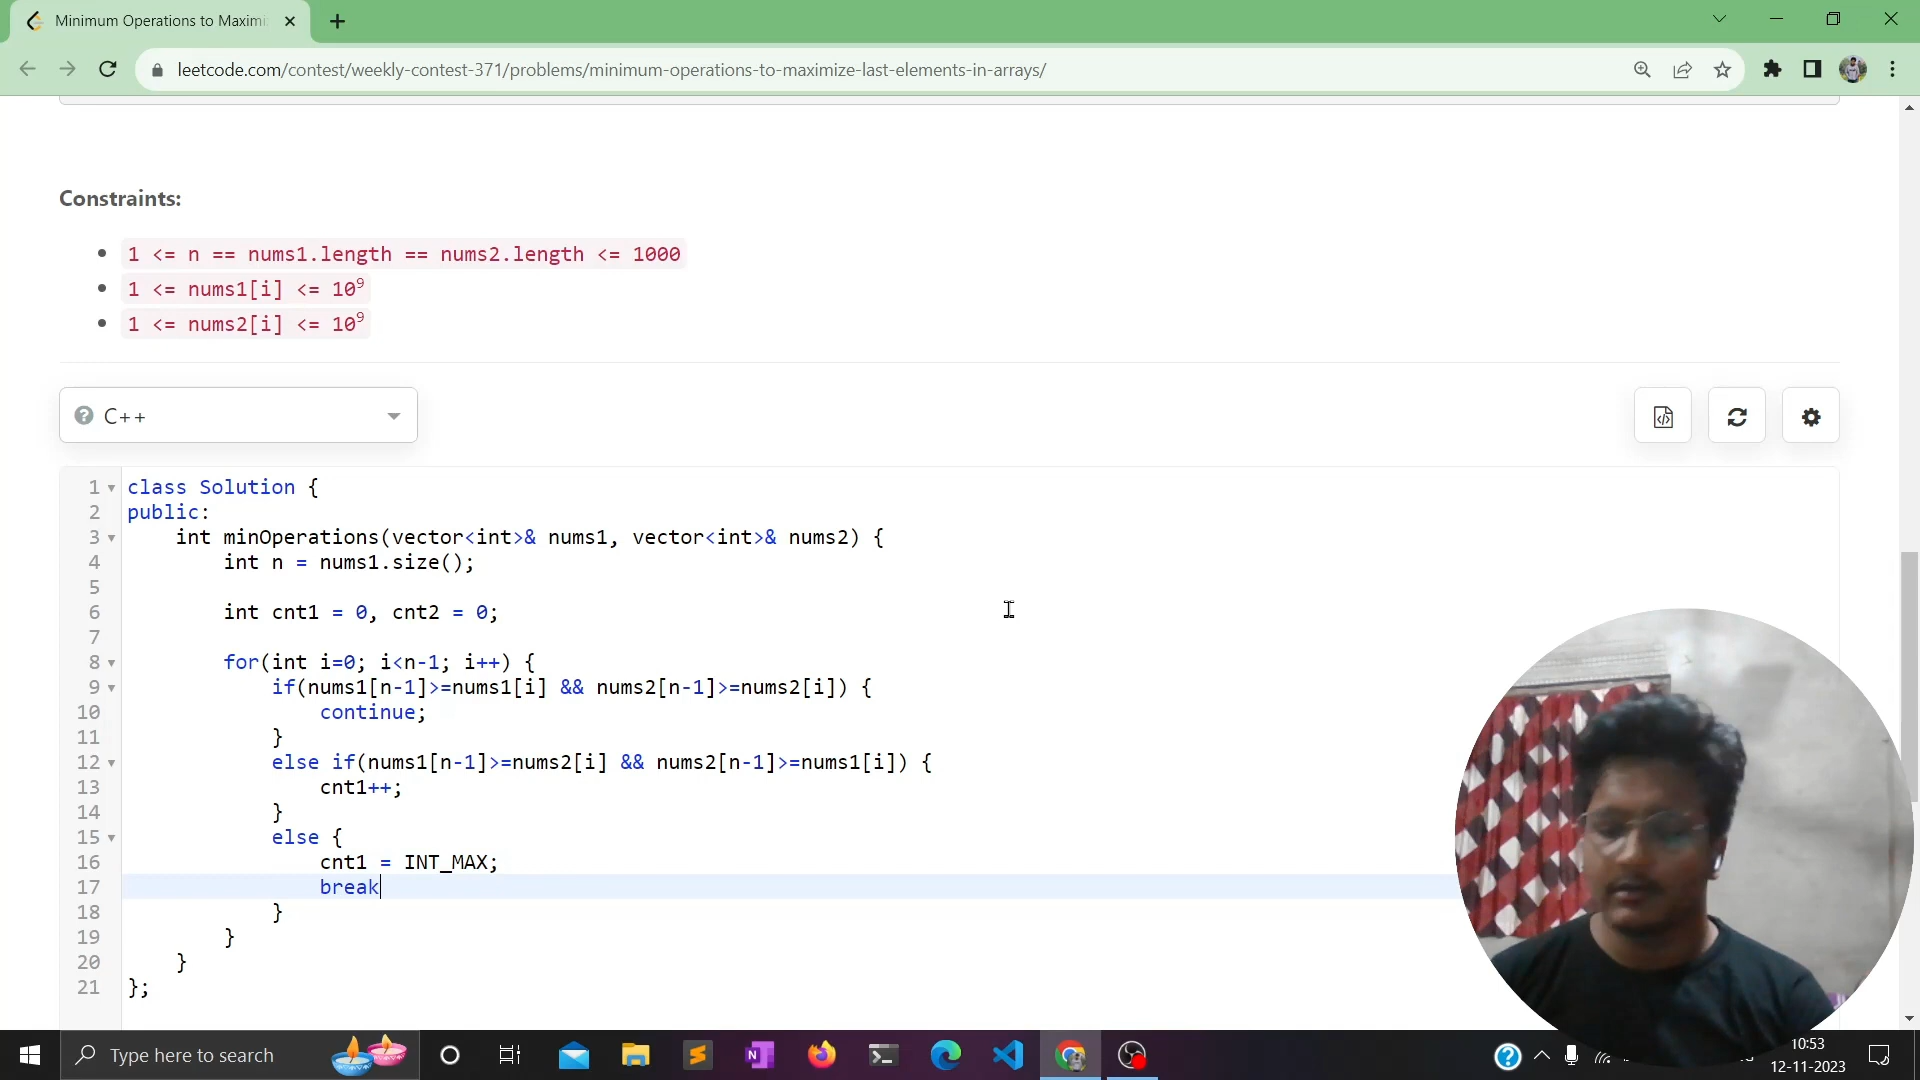 Minimum Operations to Maximi
leetcode.com/contest/weekly-contest-371/problems/minimum-operations-to-maximize-last-elements-in-arrays/
Constraints:
1 <= n == nums1.length == nums2.length <= 1000
1 <= nums1[i] <= 10⁹
1 <= nums2[i] <= 10⁹
C++
1 class Solution {
2 public:
3 int minOperations(vector<int>& nums1, vector<int>& nums2) {
4 int n = nums1.size();
5
6 int cnt1 = 0, cnt2 = 0;
7
8 for(int i=0; i<n-1; i++) {
9 if(nums1[n-1]>=nums1[i] && nums2[n-1]>=nums2[i]) {
10 continue;
11 }
12 else if(nums1[n-1]>=nums2[i] && nums2[n-1]>=nums1[i]) {
13 cnt1++;
14 }
15 else {
16 cnt1 = INT_MAX;
17 break
18 }
19 }
20 }
21 };
Type here to search
10:53
12-11-2023